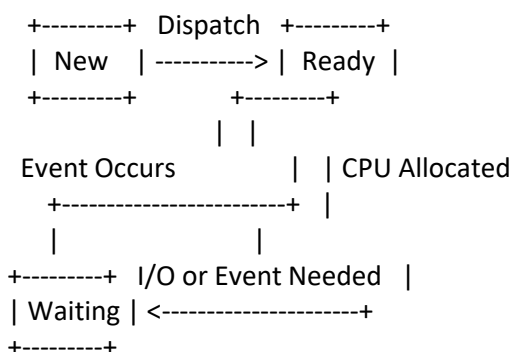 +---------+ Dispatch +---------+
| New | -----------> | Ready |
+---------+ +---------+
| |
Event Occurs | | CPU Allocated
+------------------------+ |
| |
+---------+ I/O or Event Needed |
| Waiting | <----------------------+
+---------+